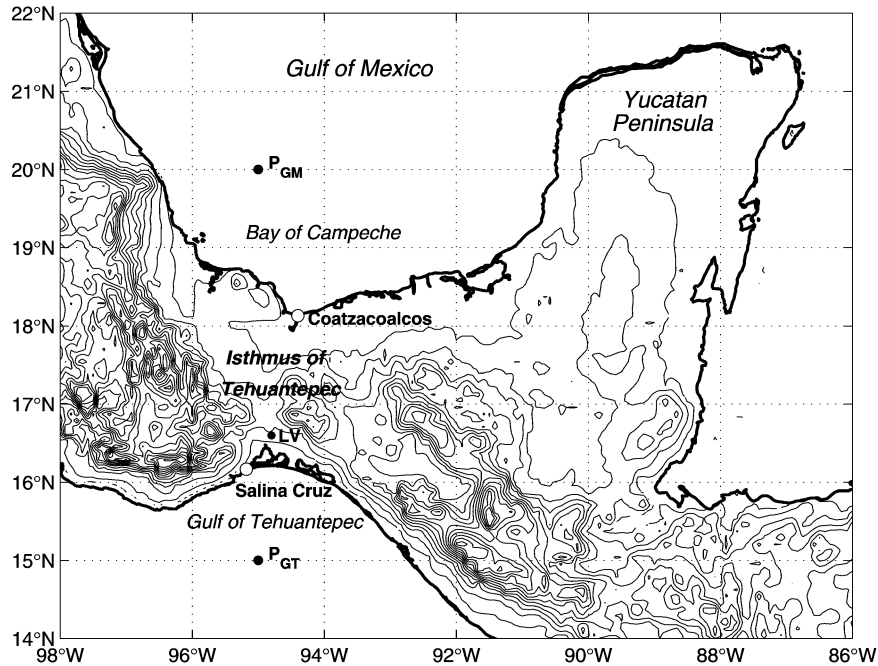 22°N
21°N
20°N
19°N
18°N
17°N
16°N
15°N
14°N
Gulf of Mexico
Yucatan
Peninsula
P_GM
Bay of Campeche
Coatzacoalcos
Isthmus of
Tehuantepec
LV
Salina Cruz
Gulf of Tehuantepec
P_GT
98°W
96°W
94°W
92°W
90°W
88°W
86°W